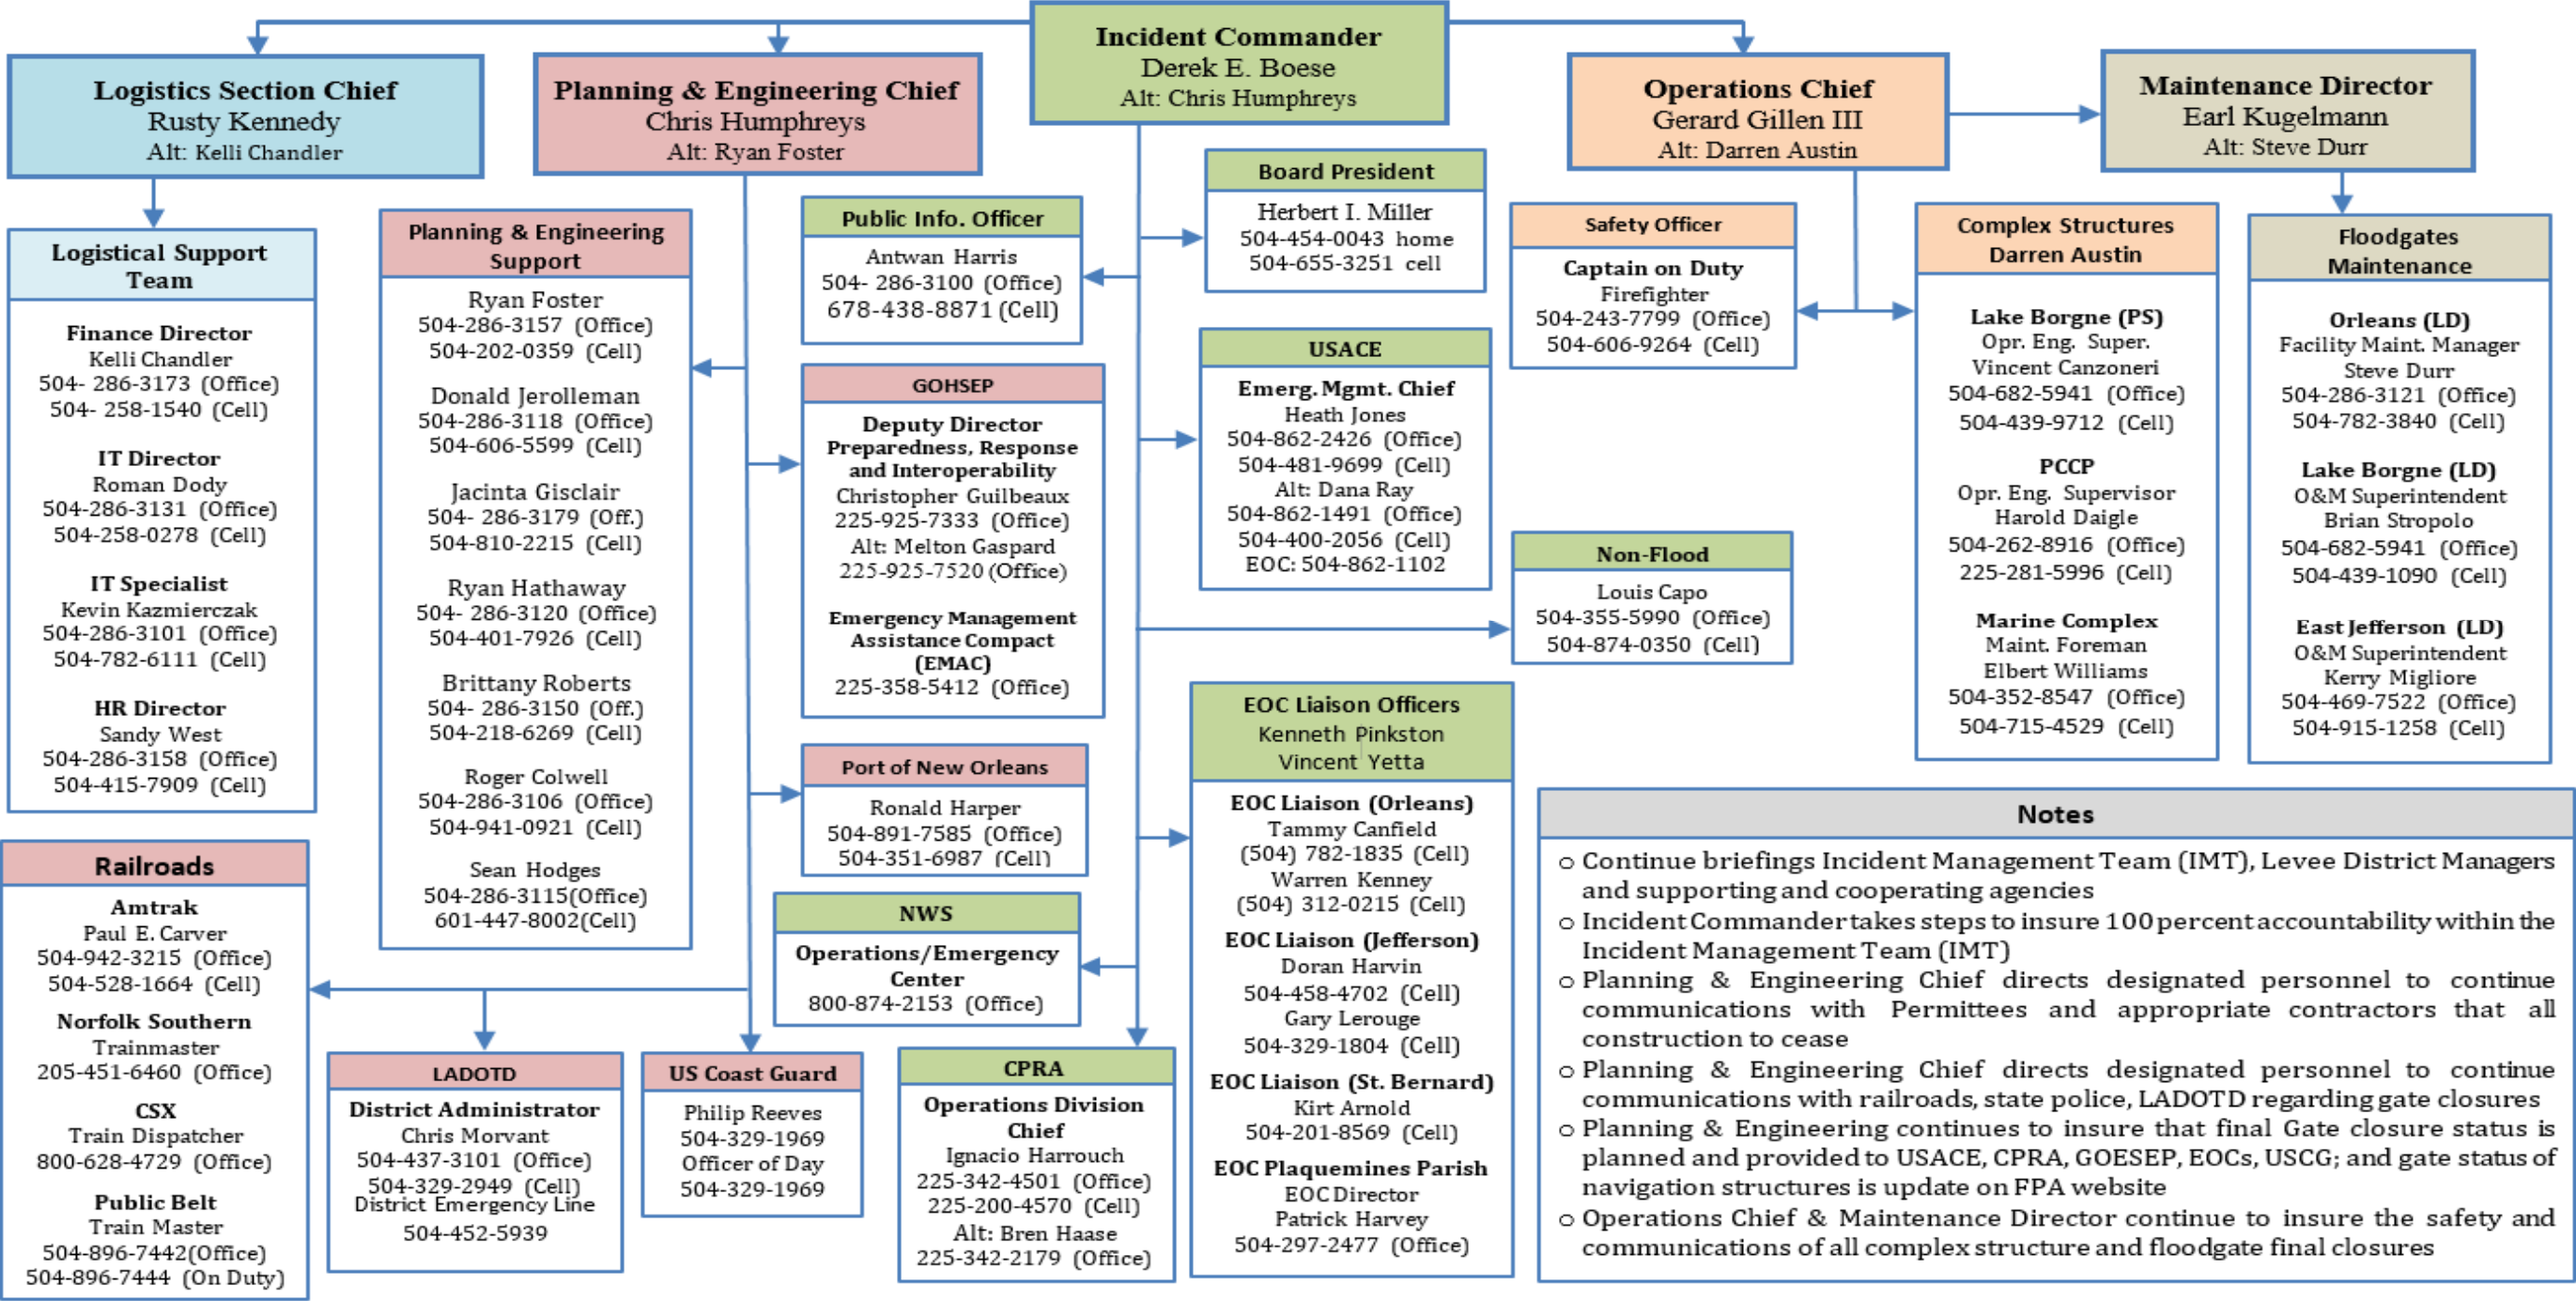 Incident Commander
Derek E. Boese
Alt: Chris Humphreys
Logistics Section Chief
Rusty Kennedy
Alt: Kelli Chandler
Planning & Engineering Chief
Chris Humphreys
Alt: Ryan Foster
Operations Chief
Gerard Gillen III
Alt: Darren Austin
Maintenance Director
Earl Kugelmann
Alt: Steve Durr
Logistical Support
Team
Finance Director
Kelli Chandler
504- 286-3173 (Office)
504- 258-1540 (Cell)
IT Director
Roman Dody
504-286-3131 (Office)
504-258-0278 (Cell)
IT Specialist
Kevin Kazmierczak
504-286-3101 (Office)
504-782-6111 (Cell)
HR Director
Sandy West
504-286-3158 (Office)
504-415-7909 (Cell)
Railroads
Amtrak
Paul E. Carver
504-942-3215 (Office)
504-528-1664 (Cell)
Norfolk Southern
Trainmaster
205-451-6460 (Office)
CSX
Train Dispatcher
800-628-4729 (Office)
Public Belt
Train Master
504-896-7442(Office)
504-896-7444 (On Duty)
Planning & Engineering
Support
Ryan Foster
504-286-3157 (Office)
504-202-0359 (Cell)
Donald Jerolleman
504-286-3118 (Office)
504-606-5599 (Cell)
Jacinta Gisclair
504- 286-3179 (Off.)
504-810-2215 (Cell)
Ryan Hathaway
504- 286-3120 (Office)
504-401-7926 (Cell)
Brittany Roberts
504- 286-3150 (Off.)
504-218-6269 (Cell)
Roger Colwell
504-286-3106 (Office)
504-941-0921 (Cell)
Sean Hodges
504-286-3115(Office)
601-447-8002(Cell)
LADOTD
District Administrator
Chris Morvant
504-437-3101 (Office)
504-329-2949 (Cell)
District Emergency Line
504-452-5939
US Coast Guard
Philip Reeves
504-329-1969
Officer of Day
504-329-1969
Public Info. Officer
Antwan Harris
504- 286-3100 (Office)
678-438-8871 (Cell)
GOHSEP
Deputy Director
Preparedness, Response
and Interoperability
Christopher Guilbeaux
225-925-7333 (Office)
Alt: Melton Gaspard
225-925-7520 (Office)
Emergency Management
Assistance Compact
(EMAC)
225-358-5412 (Office)
Port of New Orleans
Ronald Harper
504-891-7585 (Office)
504-351-6987 (Cell)
NWS
Operations/Emergency
Center
800-874-2153 (Office)
CPRA
Operations Division
Chief
Ignacio Harrouch
225-342-4501 (Office)
225-200-4570 (Cell)
Alt: Bren Haase
225-342-2179 (Office)
Board President
Herbert I. Miller
504-454-0043 home
504-655-3251 cell
USACE
Emerg. Mgmt. Chief
Heath Jones
504-862-2426 (Office)
504-481-9699 (Cell)
Alt: Dana Ray
504-862-1491 (Office)
504-400-2056 (Cell)
EOC: 504-862-1102
EOC Liaison Officers
Kenneth Pinkston
Vincent Yetta
EOC Liaison (Orleans)
Tammy Canfield
(504) 782-1835 (Cell)
Warren Kenney
(504) 312-0215 (Cell)
EOC Liaison (Jefferson)
Doran Harvin
504-458-4702 (Cell)
Gary Lerouge
504-329-1804 (Cell)
EOC Liaison (St. Bernard)
Kirt Arnold
504-201-8569 (Cell)
EOC Plaquemines Parish
EOC Director
Patrick Harvey
504-297-2477 (Office)
Safety Officer
Captain on Duty
Firefighter
504-243-7799 (Office)
504-606-9264 (Cell)
Non-Flood
Louis Capo
504-355-5990 (Office)
504-874-0350 (Cell)
Complex Structures
Darren Austin
Lake Borgne (PS)
Opr. Eng. Super.
Vincent Canzoneri
504-682-5941 (Office)
504-439-9712 (Cell)
PCCP
Opr. Eng. Supervisor
Harold Daigle
504-262-8916 (Office)
225-281-5996 (Cell)
Marine Complex
Maint. Foreman
Elbert Williams
504-352-8547 (Office)
504-715-4529 (Cell)
Floodgates
Maintenance
Orleans (LD)
Facility Maint. Manager
Steve Durr
504-286-3121 (Office)
504-782-3840 (Cell)
Lake Borgne (LD)
O&M Superintendent
Brian Stropolo
504-682-5941 (Office)
504-439-1090 (Cell)
East Jefferson (LD)
O&M Superintendent
Kerry Migliore
504-469-7522 (Office)
504-915-1258 (Cell)
Notes
o Continue briefings Incident Management Team (IMT), Levee District Managers
and supporting and cooperating agencies
o Incident Commander takes steps to insure 100 percent accountability within the
Incident Management Team (IMT)
o Planning & Engineering Chief directs designated personnel to continue
communications with Permittees and appropriate contractors that all
construction to cease
o Planning & Engineering Chief directs designated personnel to continue
communications with railroads, state police, LADOTD regarding gate closures
o Planning & Engineering continues to insure that final Gate closure status is
planned and provided to USACE, CPRA, GOESEP, EOCs, USCG; and gate status of
navigation structures is update on FPA website
o Operations Chief & Maintenance Director continue to insure the safety and
communications of all complex structure and floodgate final closures